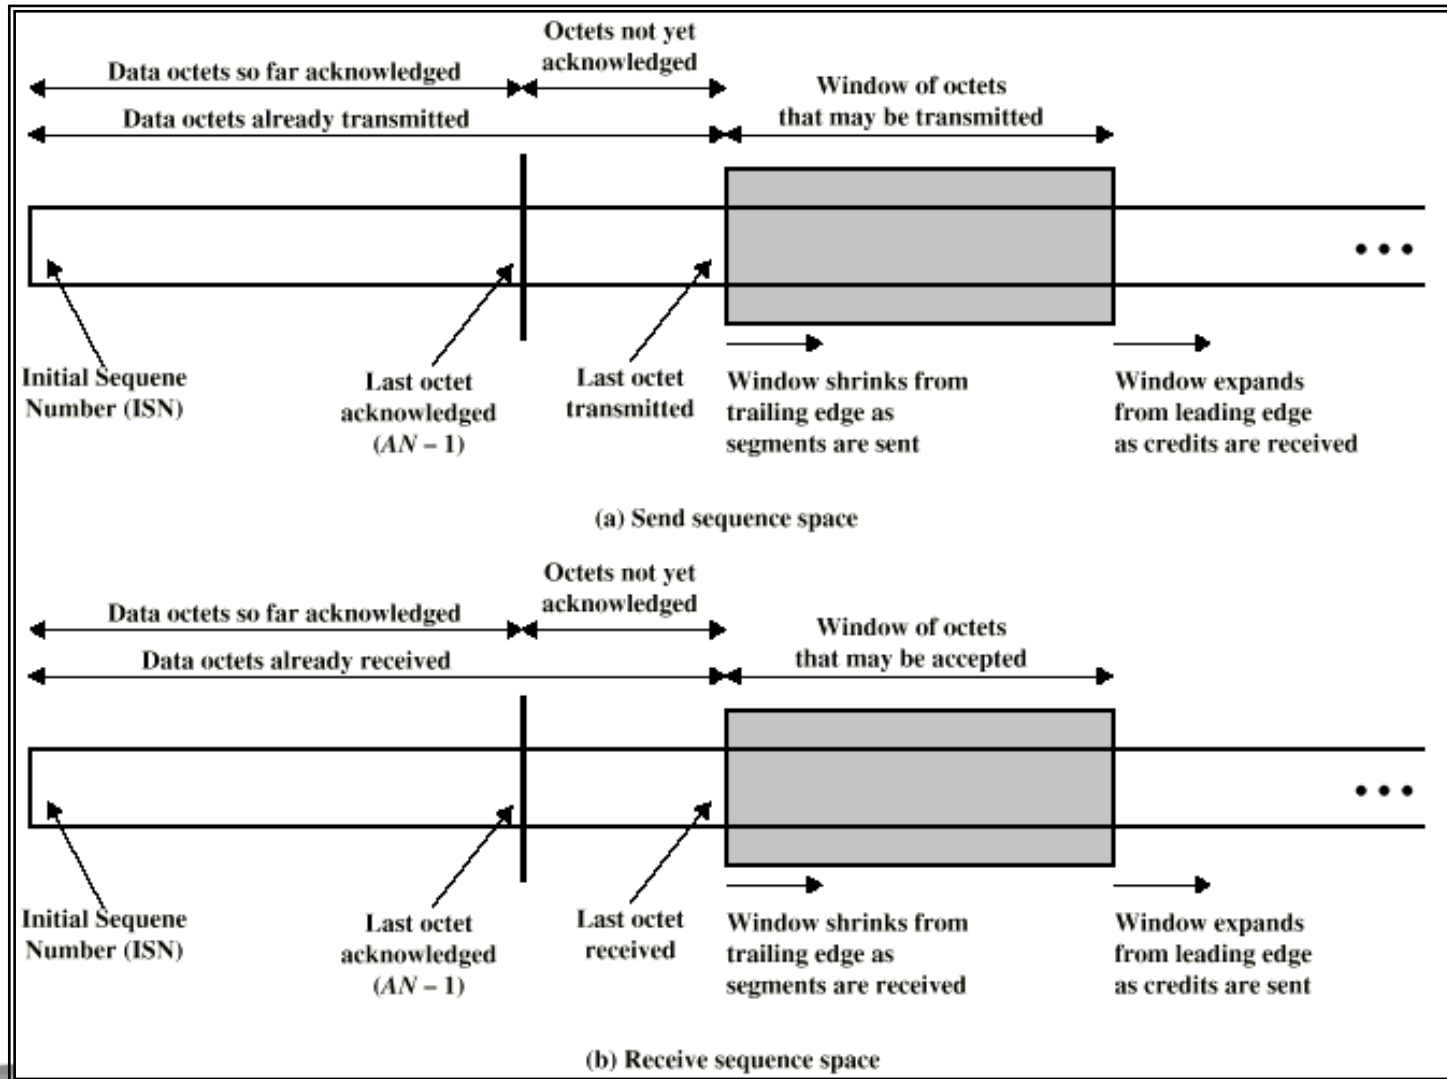 Octets not yet
acknowledged
Data octets so far acknowledged
Window of octets
that may be transmitted
Data octets already transmitted
Initial Sequene
Number (ISN)
Last octet
acknowledged
(AN – 1)
Last octet
transmitted
Window shrinks from
trailing edge as
segments are sent
Window expands
from leading edge
as credits are received
(a) Send sequence space
Octets not yet
acknowledged
Data octets so far acknowledged
Window of octets
that may be accepted
Data octets already received
Initial Sequene
Number (ISN)
Last octet
acknowledged
(AN – 1)
Last octet
received
Window shrinks from
trailing edge as
segments are received
Window expands
from leading edge
as credits are sent
(b) Receive sequence space